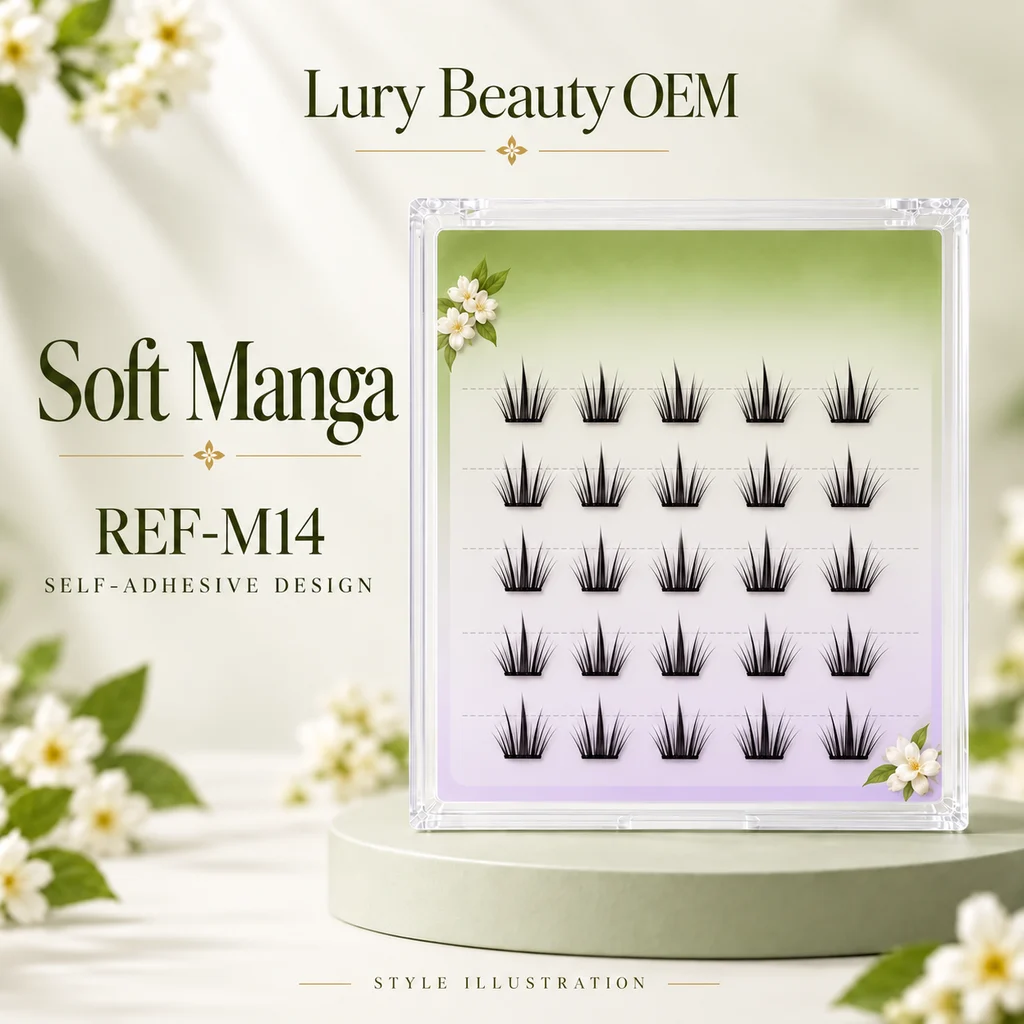 Lury Beauty OEM
Soft Manga
REF-M14
SELF-ADHESIVE DESIGN
STYLE ILLUSTRATION